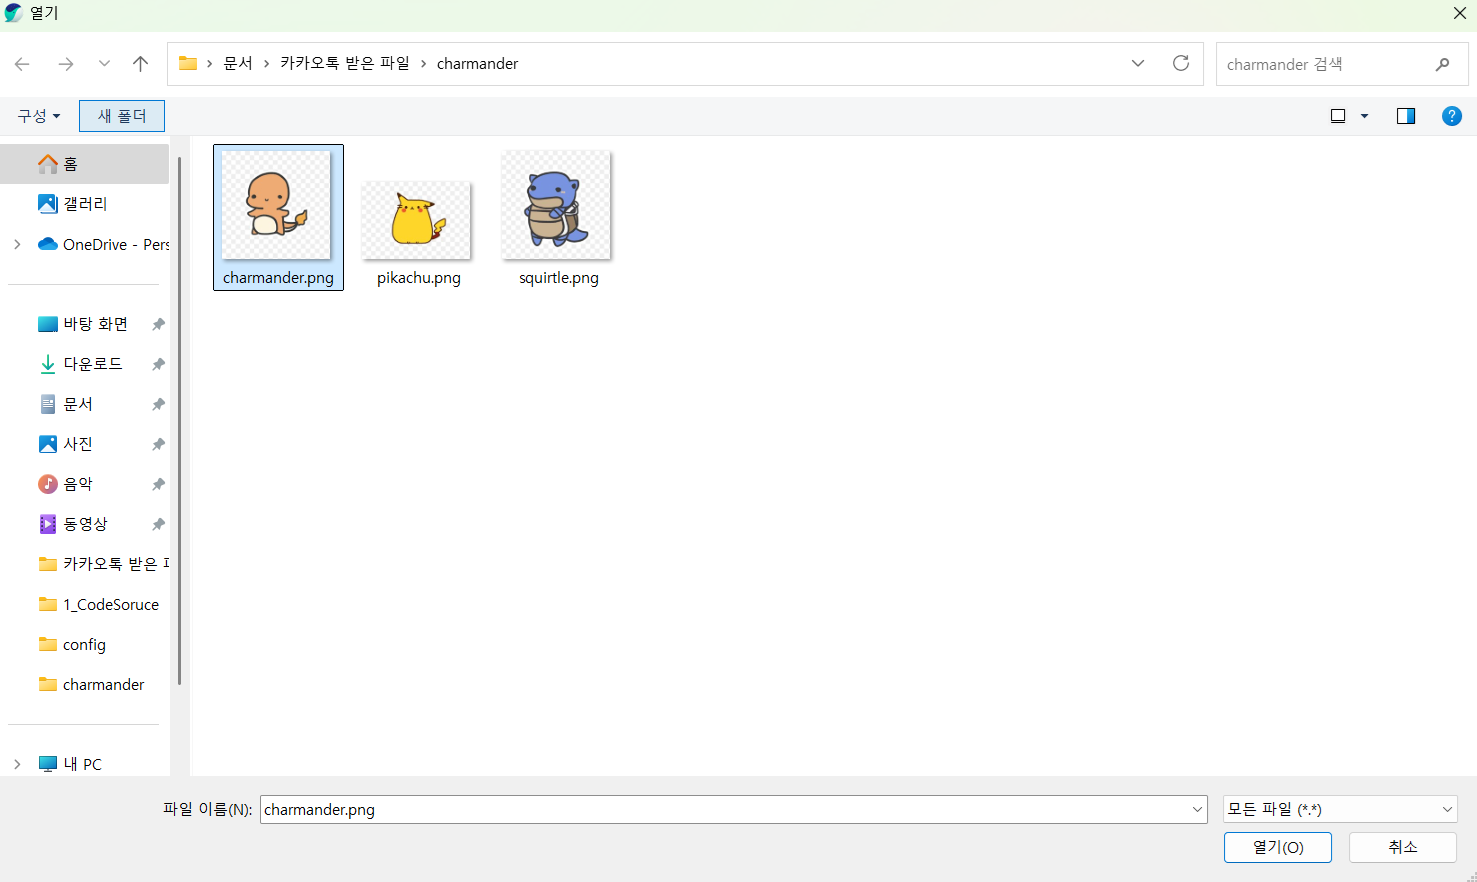 열기
문서 > 카카오톡 받은 파일 > charmander
charmander 검색
구성
새 폴더
홈
갤러리
OneDrive - Pers
바탕 화면
다운로드
문서
사진
음악
동영상
카카오톡 받은 파
1_CodeSoruce
config
charmander
내 PC
charmander.png
pikachu.png
squirtle.png
파일 이름(N):
charmander.png
모든 파일 (*.*)
열기(O)
취소